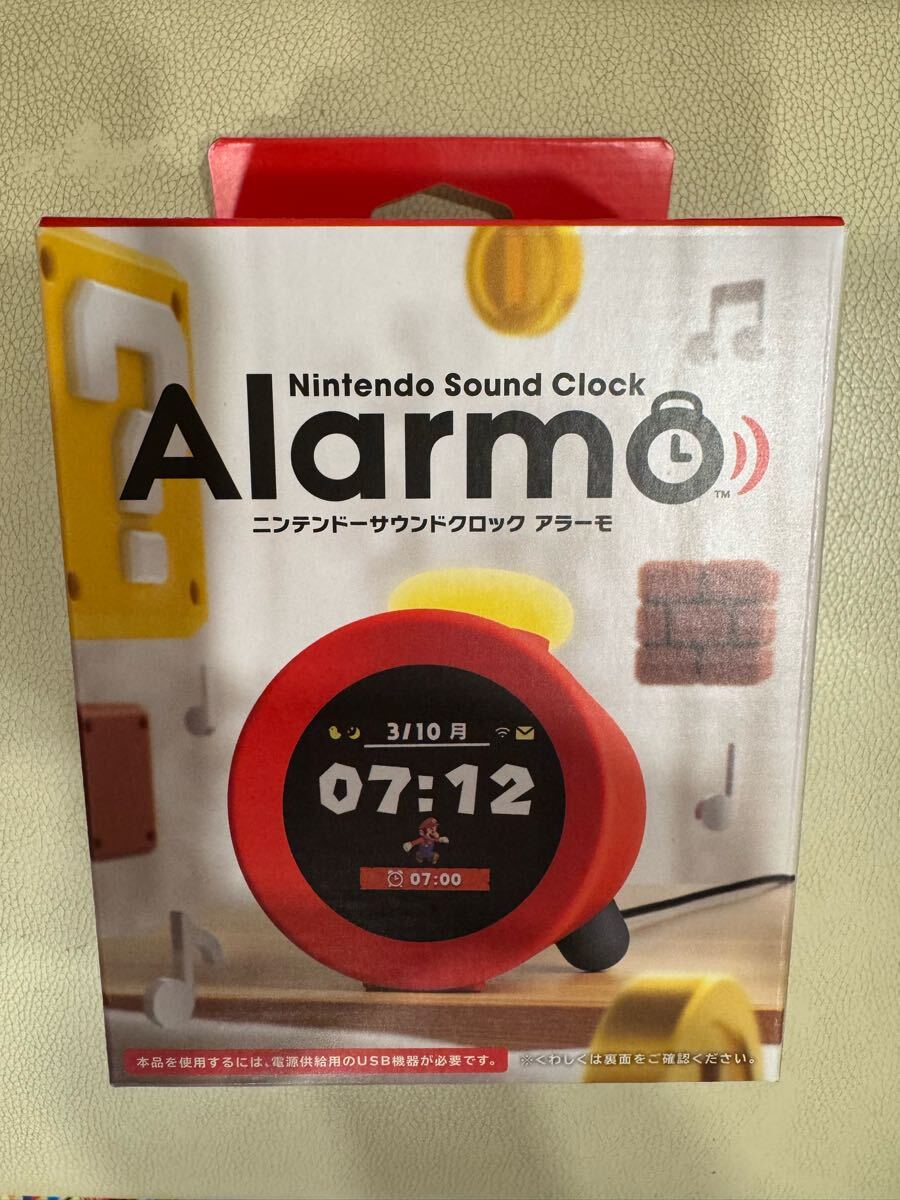 Nintendo Sound Clock
Alarmo
TM
ニンテンドーサウンドクロック アラーモ
3/10 月
07:12
07:00
本品を使用するには、電源供給用のUSB機器が必要です。
※くわしくは裏面をご確認ください。